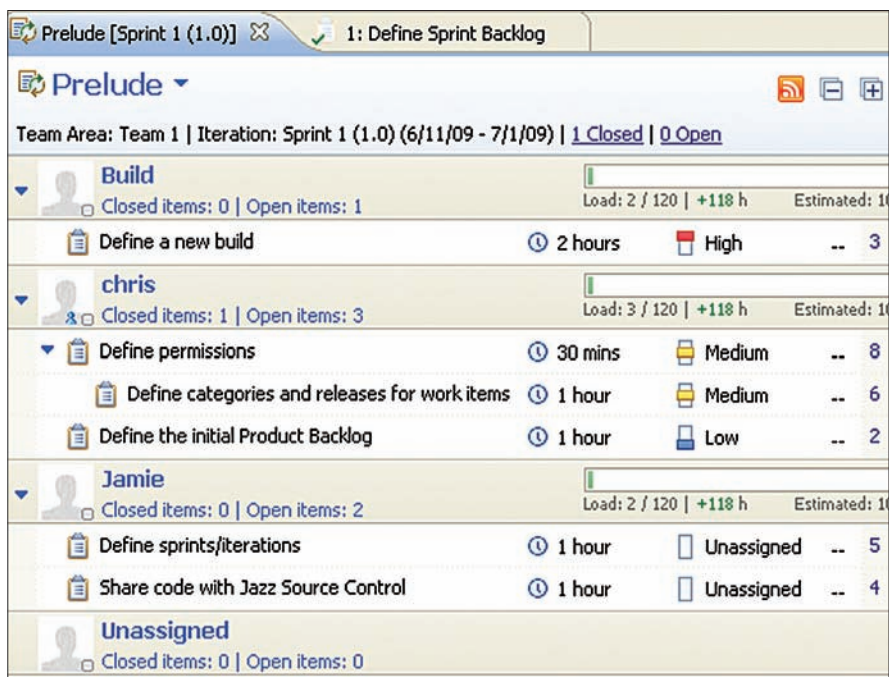 Prelude [Sprint 1 (1.0)] 1: Define Sprint Backlog
Prelude
Team Area: Team 1 | Iteration: Sprint 1 (1.0) (6/11/09 - 7/1/09) | 1 Closed | 0 Open
Build
Closed items: 0 | Open items: 1 Load: 2 / 120 | +118 h Estimated:
Define a new build 2 hours High -- 3
chris
Closed items: 1 | Open items: 3 Load: 3 / 120 | +118 h Estimated:
Define permissions 30 mins Medium -- 8
Define categories and releases for work items 1 hour Medium -- 6
Define the initial Product Backlog 1 hour Low -- 2
Jamie
Closed items: 0 | Open items: 2 Load: 2 / 120 | +118 h Estimated:
Define sprints/iterations 1 hour Unassigned -- 5
Share code with Jazz Source Control 1 hour Unassigned -- 4
Unassigned
Closed items: 0 | Open items: 0